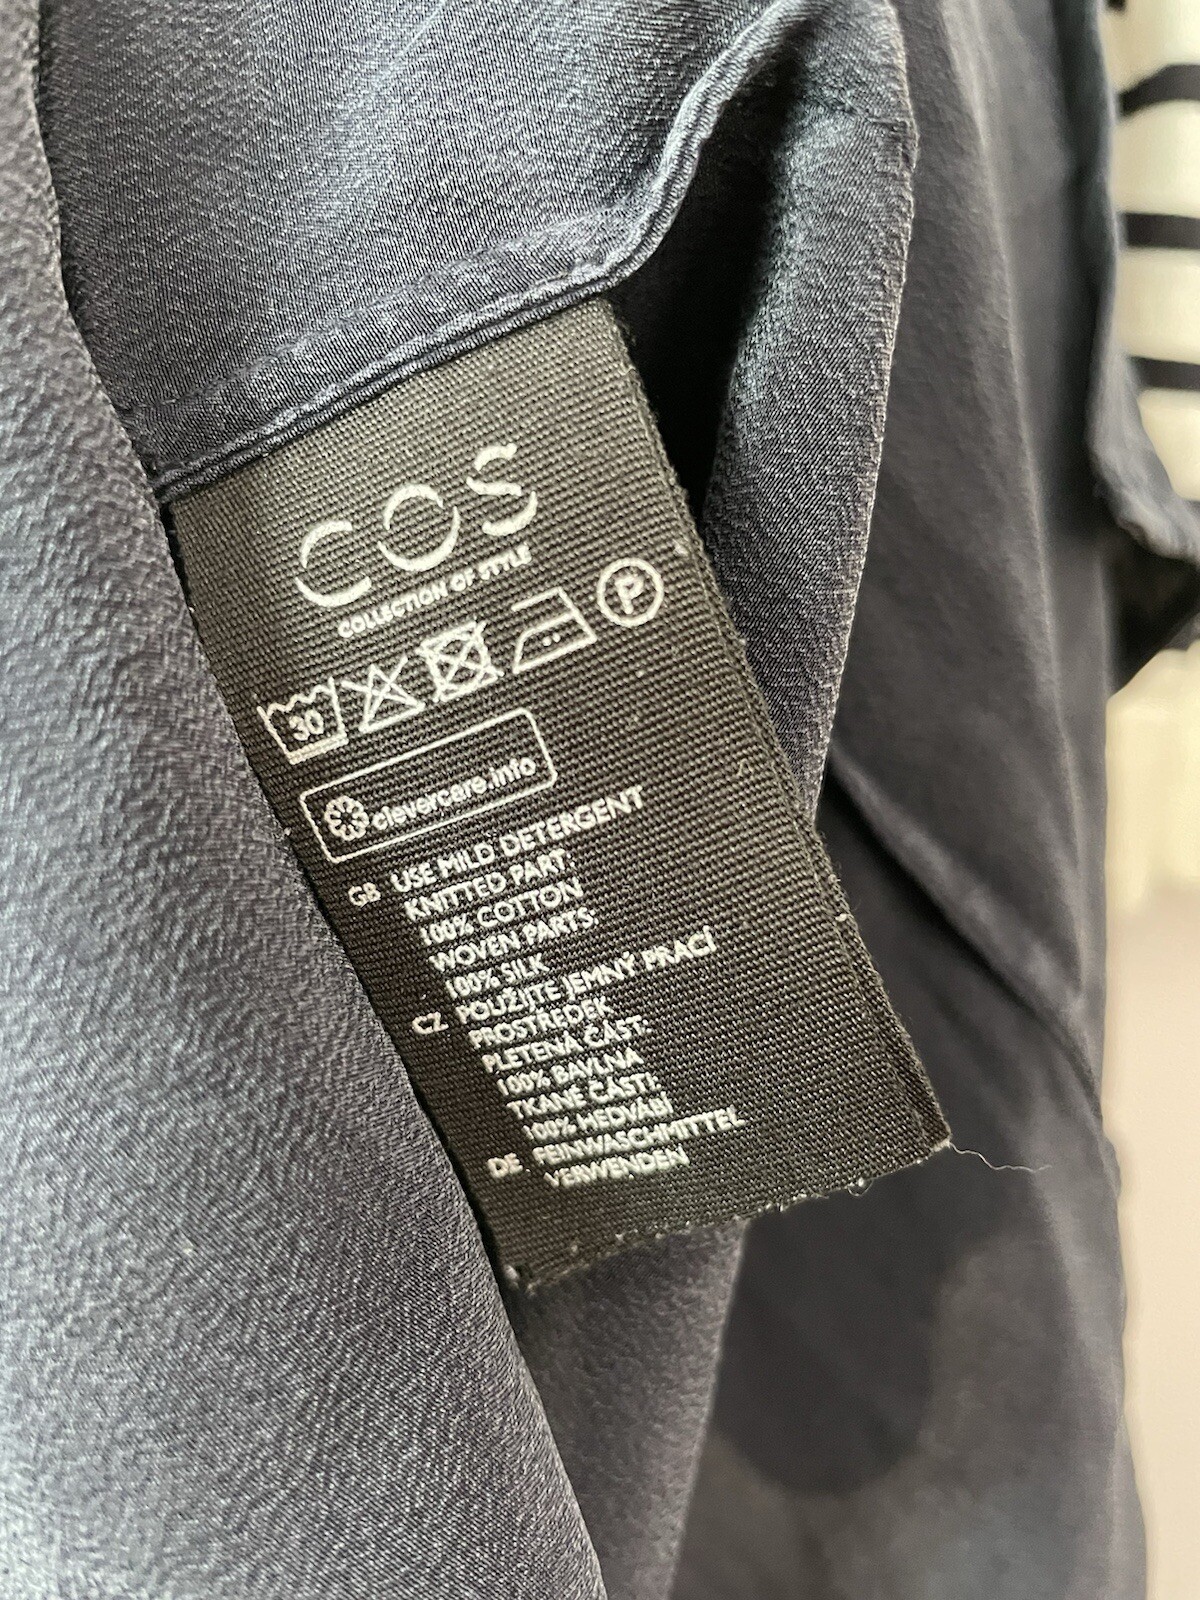 COS
COLLECTION OF STYLE
30 P
clevercare.info
GB USE MILD DETERGENT
KNITTED PART:
100% COTTON
WOVEN PARTS:
100% SILK
CZ POUŽIJTE JEMNÝ PRACÍ
PROSTŘEDEK
PLETENÁ ČÁST:
100% BAVLNA
TKANÉ ČÁSTI:
100% HEDVÁBÍ
DE FEINWASCHMITTEL
VERWENDEN